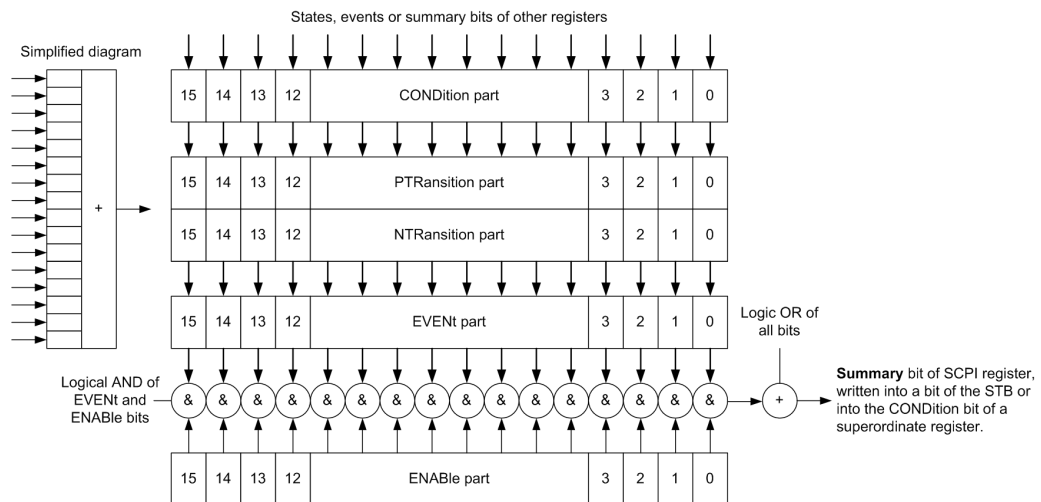 States, events or summary bits of other registers
Simplified diagram
15 14 13 12 CONDition part 3 2 1 0
15 14 13 12 PTRansition part 3 2 1 0
+
15 14 13 12 NTRansition part 3 2 1 0
15 14 13 12 EVENt part 3 2 1 0
Logic OR of
all bits
Logical AND of
EVENt and
ENABle bits
& & & & & & & & & & & & & & & &
+
Summary bit of SCPI register,
written into a bit of the STB or
into the CONDition bit of a
superordinate register.
15 14 13 12 ENABle part 3 2 1 0